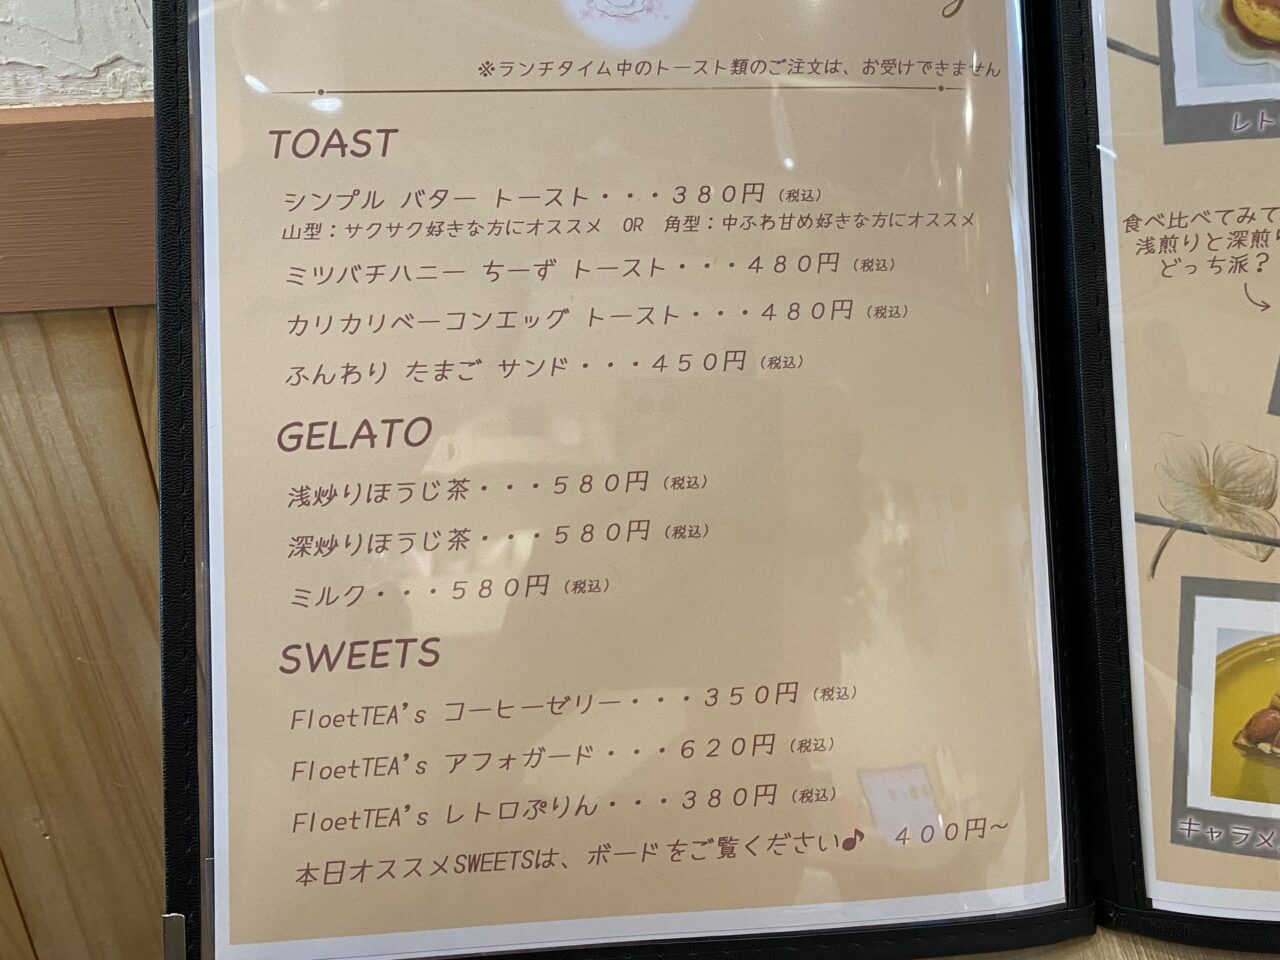 ※ランチタイム中のトースト類のご注文は、お受けできません
TOAST
シンプル バター トースト・・・３８０円（税込）
山型：サクサク好きな方にオススメ　OR　角型：中ふわ甘め好きな方にオススメ
ミツバチハニー ちーず トースト・・・４８０円（税込）
カリカリベーコンエッグ トースト・・・４８０円（税込）
ふんわり たまご サンド・・・４５０円（税込）
GELATO
浅炒りほうじ茶・・・５８０円（税込）
深炒りほうじ茶・・・５８０円（税込）
ミルク・・・５８０円（税込）
SWEETS
FloetTEA's コーヒーゼリー・・・３５０円（税込）
FloetTEA's アフォガード・・・６２０円（税込）
FloetTEA's レトロぷりん・・・３８０円（税込）
本日オススメSWEETSは、ボードをご覧ください♪　４００円～
レト
食べ比べてみて
浅煎りと深煎り
どっち派？
キャラメ